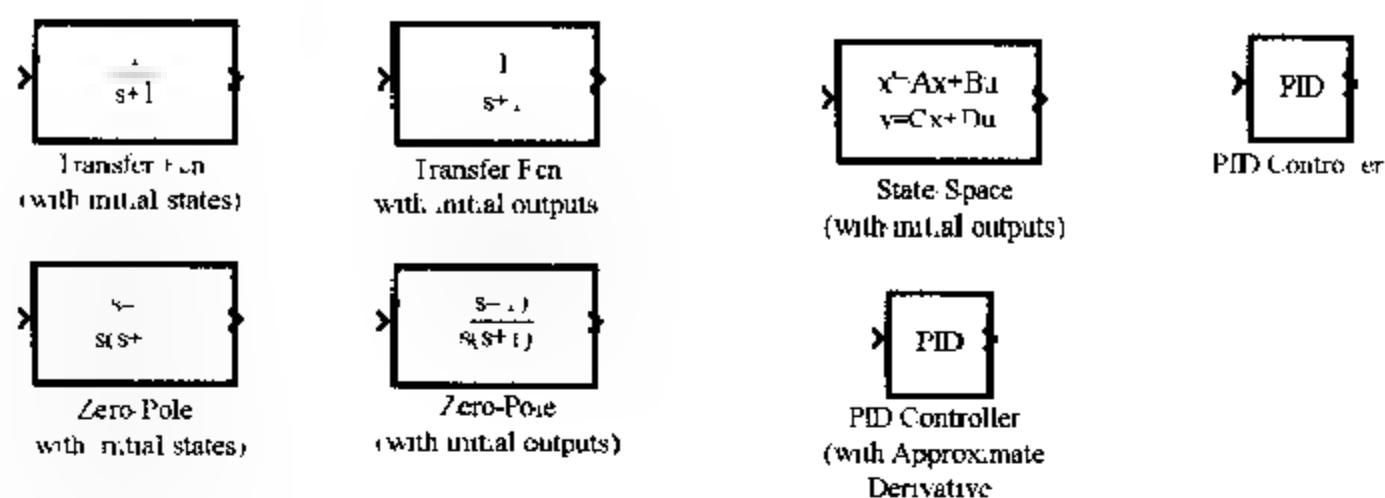 s+1
Transfer Fcn
(with initial states)
1
s+
Transfer Fcn
with initial outputs
x'=Ax+Bu
y=Cx+Du
State-Space
(with initial outputs)
PID
PID Controller
s(s+
Zero-Pole
with initial states)
s(s+1)
Zero-Pole
(with initial outputs)
PID
PID Controller
(with Approximate
Derivative